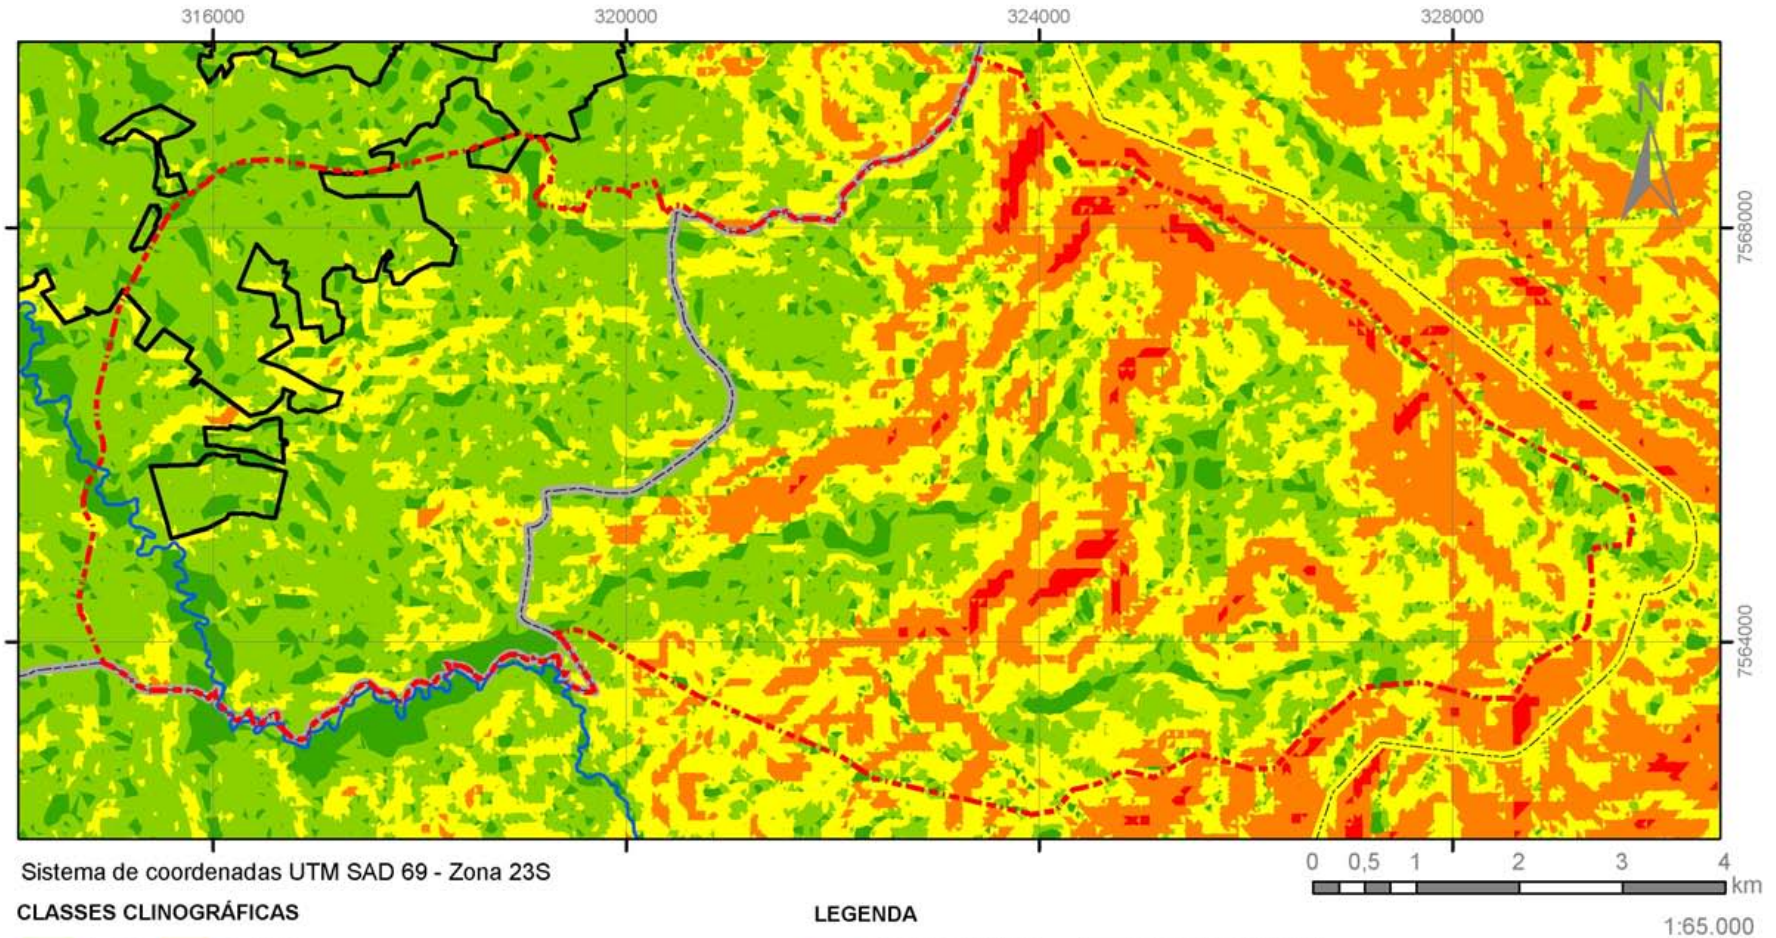 316000 320000 324000 328000
N
7568000
7564000
Sistema de coordenadas UTM SAD 69 - Zona 23S
0 0,5 1 2 3 4
km
CLASSES CLINOGRÁFICAS
LEGENDA
1:65.000